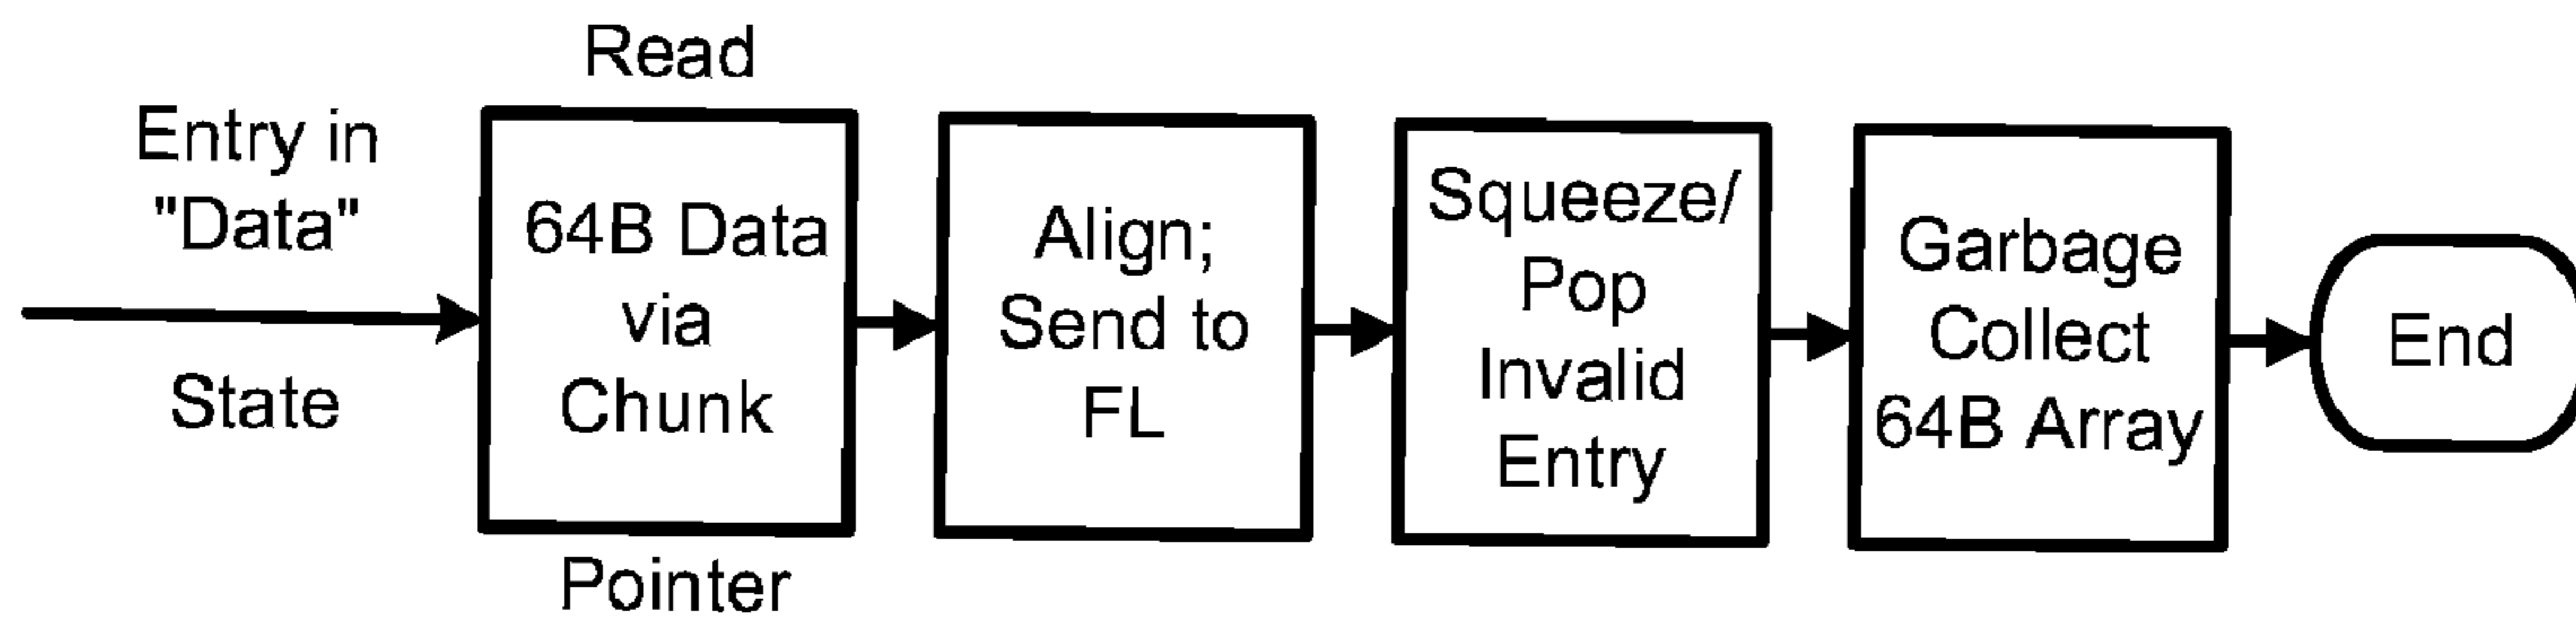 Entry in
"Data"
State
Read
64B Data
via
Chunk
Pointer
Align;
Send to
FL
Squeeze/
Pop
Invalid
Entry
Garbage
Collect
64B Array
End